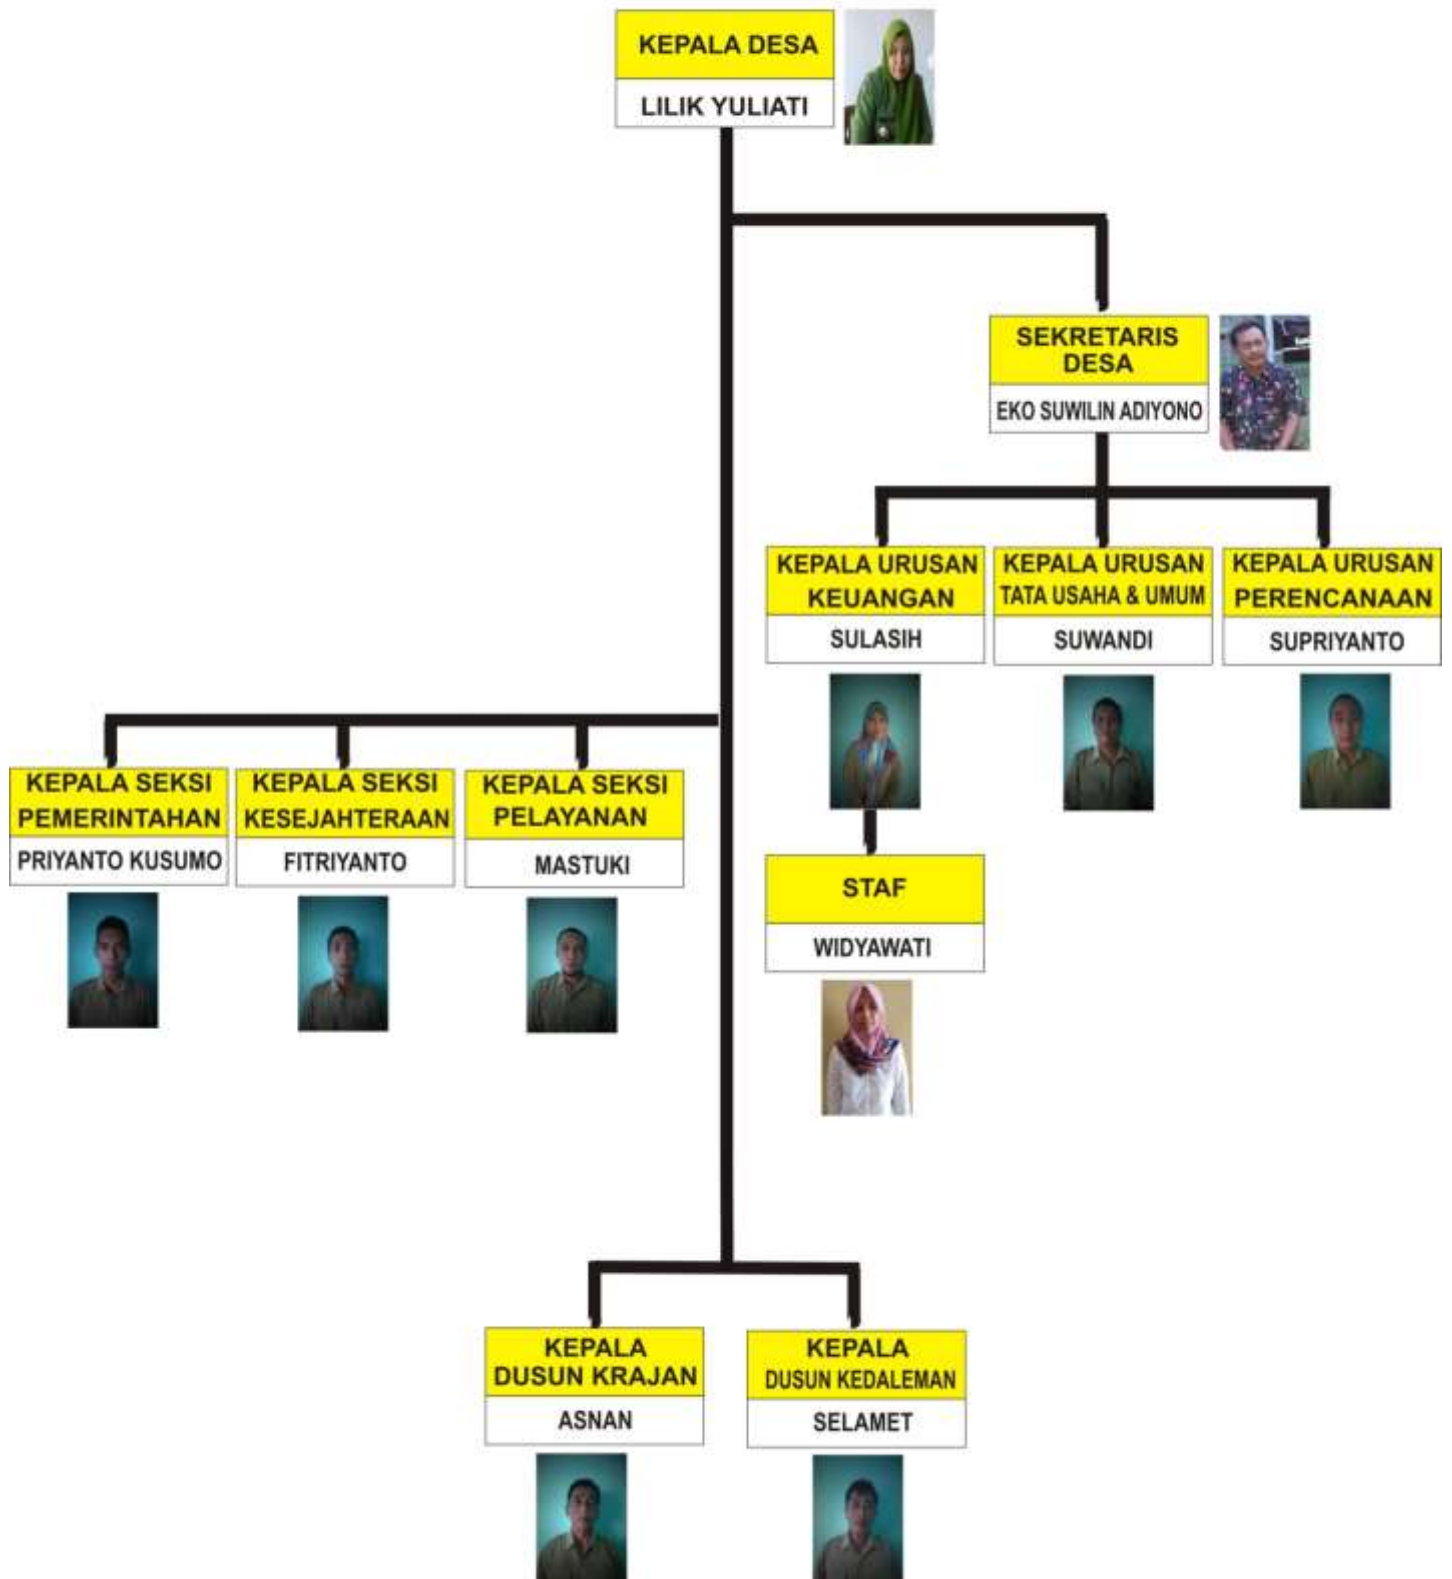 KEPALA DESA
LILIK YULIATI
SEKRETARIS
DESA
EKO SUWILIN ADIYONO
KEPALA URUSAN
KEUANGAN
SULASIH
KEPALA URUSAN
TATA USAHA & UMUM
SUWANDI
KEPALA URUSAN
PERENCANAAN
SUPRIYANTO
KEPALA SEKSI
PEMERINTAHAN
PRIYANTO KUSUMO
KEPALA SEKSI
KESEJAHTERAAN
FITRIYANTO
KEPALA SEKSI
PELAYANAN
MASTUKI
STAF
WIDYAWATI
KEPALA
DUSUN KRAJAN
ASNAN
KEPALA
DUSUN KEDALEMAN
SELAMET